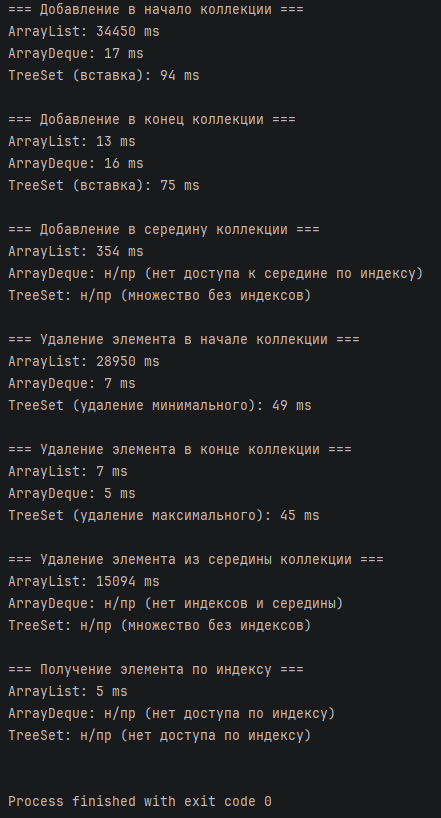 === Добавление в начало коллекции ===
ArrayList: 34450 ms
ArrayDeque: 17 ms
TreeSet (вставка): 94 ms
=== Добавление в конец коллекции ===
ArrayList: 13 ms
ArrayDeque: 16 ms
TreeSet (вставка): 75 ms
=== Добавление в середину коллекции ===
ArrayList: 354 ms
ArrayDeque: н/пр (нет доступа к середине по индексу)
TreeSet: н/пр (множество без индексов)
=== Удаление элемента в начале коллекции ===
ArrayList: 28950 ms
ArrayDeque: 7 ms
TreeSet (удаление минимального): 49 ms
=== Удаление элемента в конце коллекции ===
ArrayList: 7 ms
ArrayDeque: 5 ms
TreeSet (удаление максимального): 45 ms
=== Удаление элемента из середины коллекции ===
ArrayList: 15094 ms
ArrayDeque: н/пр (нет индексов и середины)
TreeSet: н/пр (множество без индексов)
=== Получение элемента по индексу ===
ArrayList: 5 ms
ArrayDeque: н/пр (нет доступа по индексу)
TreeSet: н/пр (нет доступа по индексу)
Process finished with exit code 0